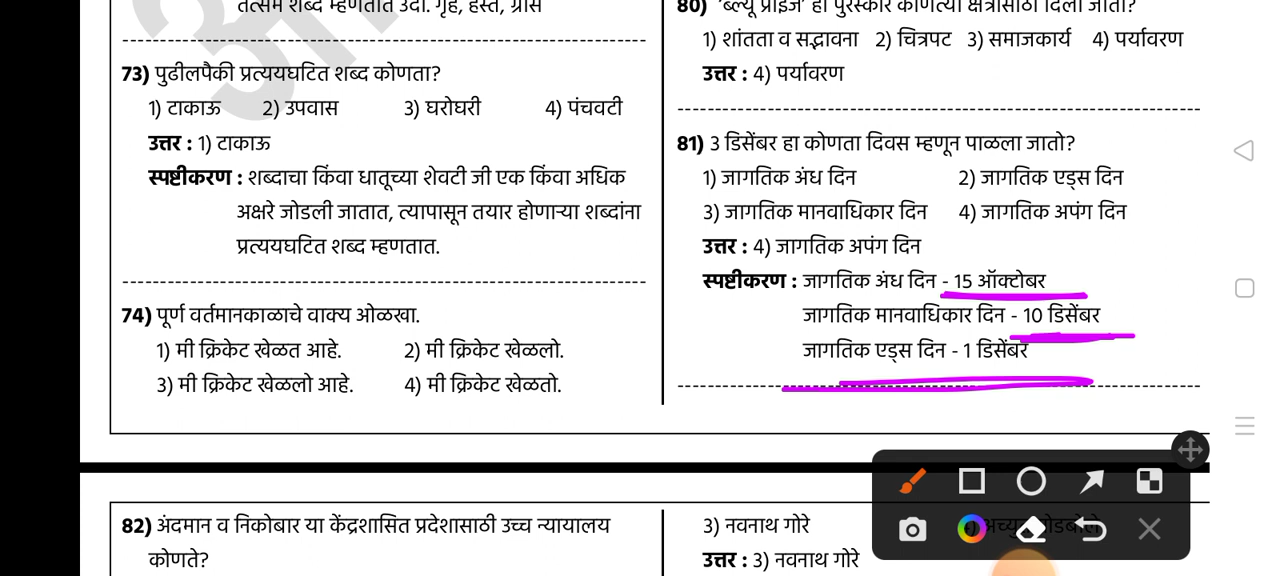 तत्सम शब्द म्हणतात उदा. गृह, हस्त, ग्रास
73) पुढीलपैकी प्रत्ययघटित शब्द कोणता?
1) टाकाऊ 2) उपवास 3) घरोघरी 4) पंचवटी
उत्तर : 1) टाकाऊ
स्पष्टीकरण : शब्दाचा किंवा धातूच्या शेवटी जी एक किंवा अधिक
अक्षरे जोडली जातात, त्यापासून तयार होणाऱ्या शब्दांना
प्रत्ययघटित शब्द म्हणतात.
74) पूर्ण वर्तमानकाळाचे वाक्य ओळखा.
1) मी क्रिकेट खेळत आहे. 2) मी क्रिकेट खेळलो.
3) मी क्रिकेट खेळलो आहे. 4) मी क्रिकेट खेळतो.
80) 'ब्ल्यू प्राईज' हा पुरस्कार कोणत्या क्षेत्रासाठी दिला जातो?
1) शांतता व सद्भावना 2) चित्रपट 3) समाजकार्य 4) पर्यावरण
उत्तर : 4) पर्यावरण
81) 3 डिसेंबर हा कोणता दिवस म्हणून पाळला जातो?
1) जागतिक अंध दिन 2) जागतिक एड्स दिन
3) जागतिक मानवाधिकार दिन 4) जागतिक अपंग दिन
उत्तर : 4) जागतिक अपंग दिन
स्पष्टीकरण : जागतिक अंध दिन - 15 ऑक्टोबर
जागतिक मानवाधिकार दिन - 10 डिसेंबर
जागतिक एड्स दिन - 1 डिसेंबर
82) अंदमान व निकोबार या केंद्रशासित प्रदेशासाठी उच्च न्यायालय
कोणते?
3) नवनाथ गोरे
उत्तर : 3) नवनाथ गोरे